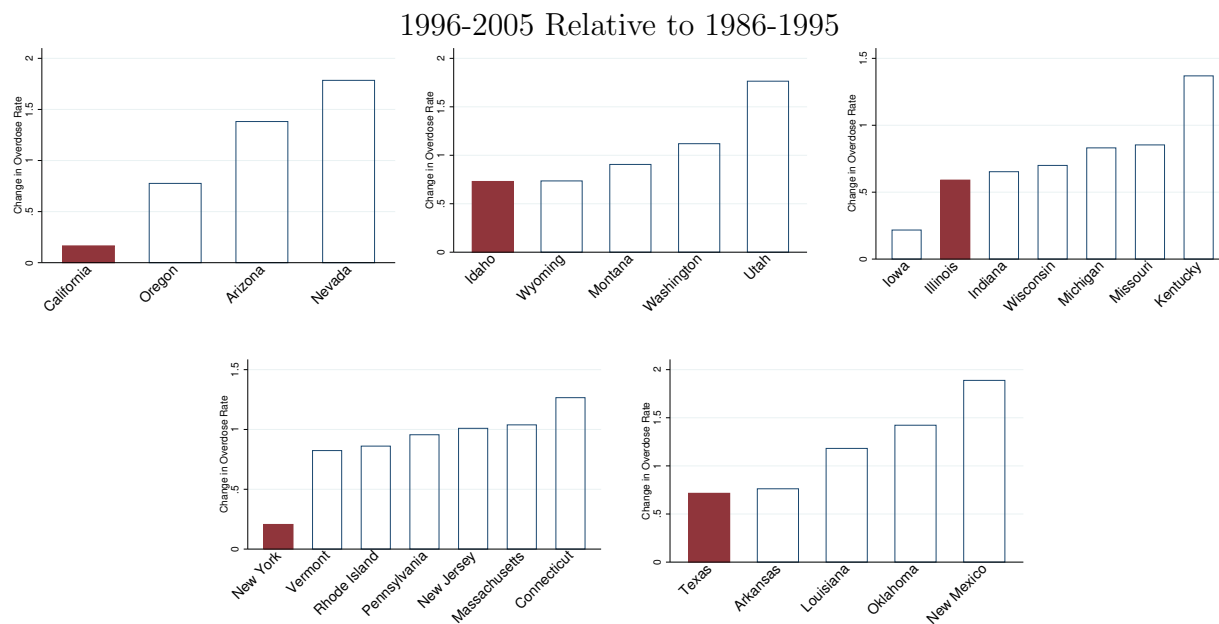 1996-2005 Relative to 1986-1995
Change in Overdose Rate
2
1.5
1
.5
0
California
Oregon
Arizona
Nevada
Change in Overdose Rate
2
1.5
1
.5
0
Idaho
Wyoming
Montana
Washington
Utah
Change in Overdose Rate
1.5
1
.5
0
Iowa
Illinois
Indiana
Wisconsin
Michigan
Missouri
Kentucky
Change in Overdose Rate
1.5
1
.5
0
New York
Vermont
Rhode Island
Pennsylvania
New Jersey
Massachusetts
Connecticut
Change in Overdose Rate
2
1.5
1
.5
0
Texas
Arkansas
Louisiana
Oklahoma
New Mexico